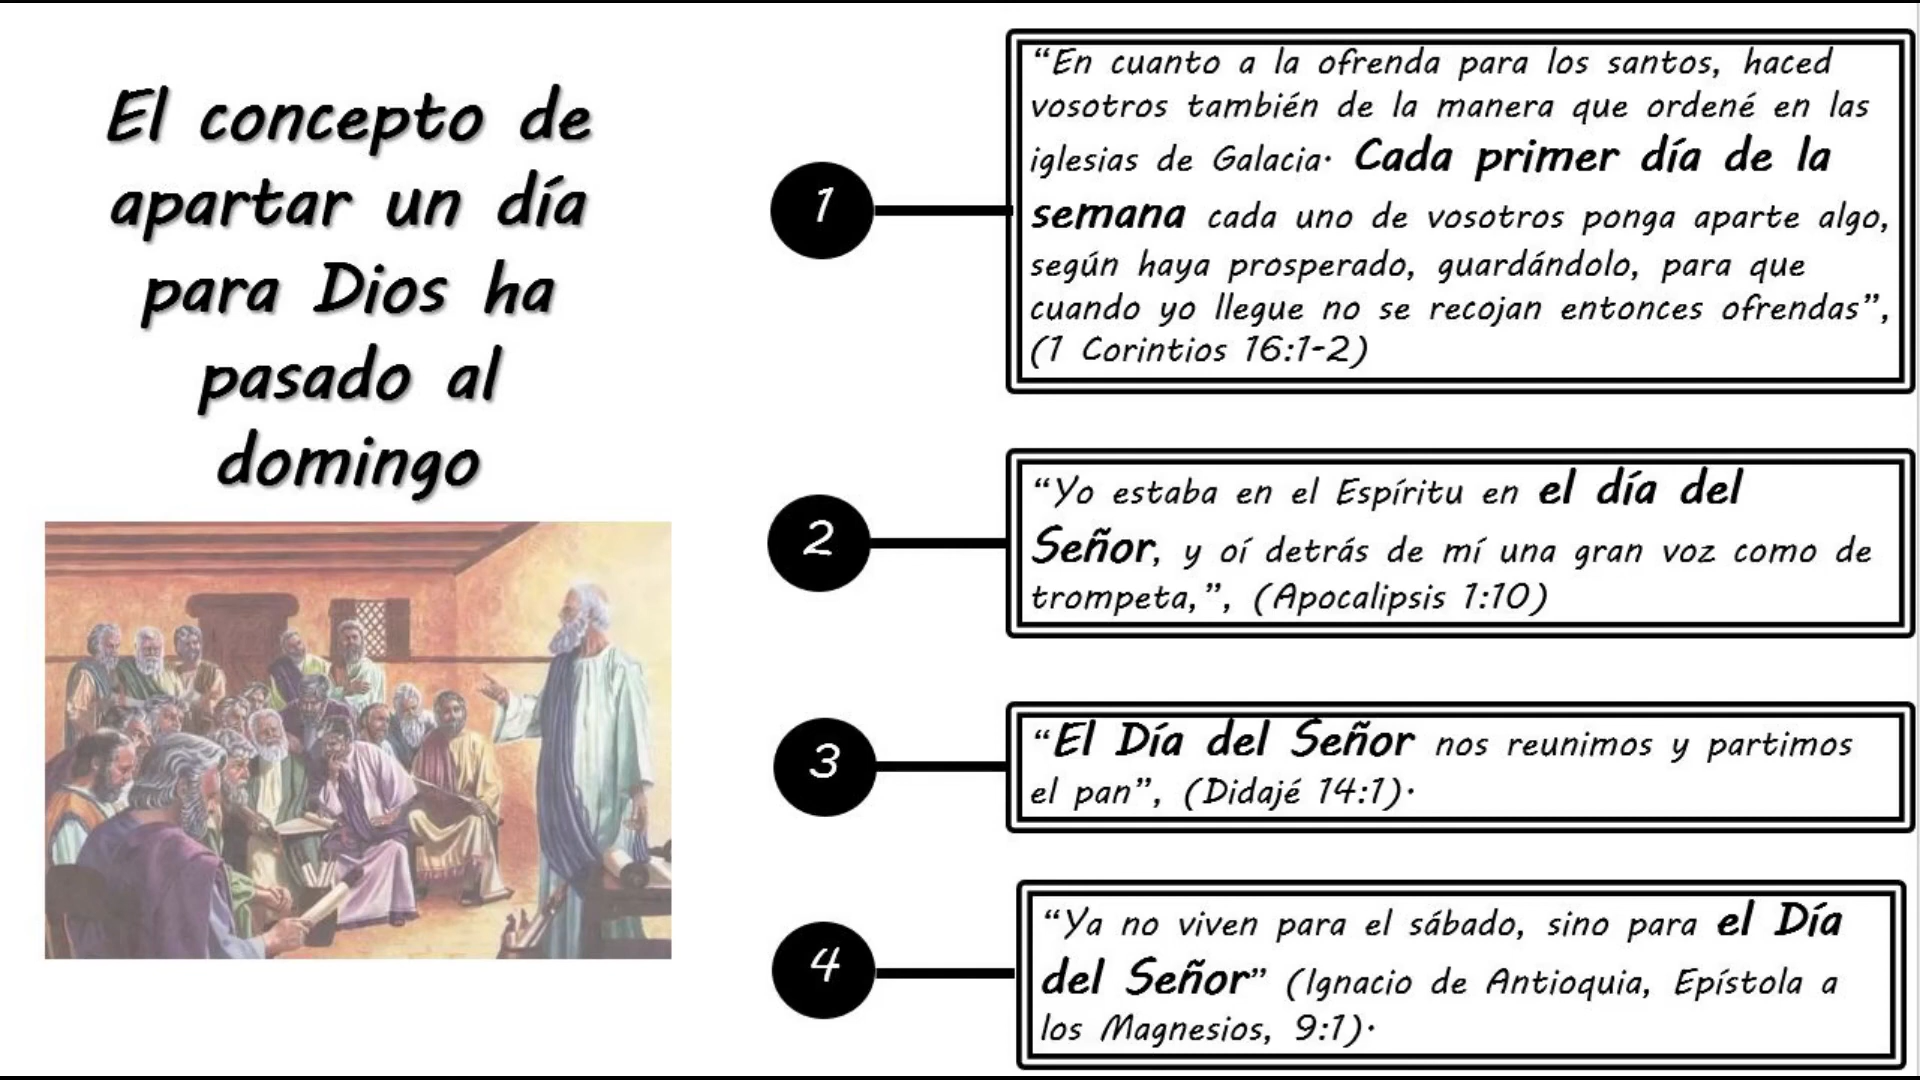 El concepto de
apartar un día
para Dios ha
pasado al
domingo
1
“En cuanto a la ofrenda para los santos, haced
vosotros también de la manera que ordené en las
iglesias de Galacia. Cada primer día de la
semana cada uno de vosotros ponga aparte algo,
según haya prosperado, guardándolo, para que
cuando yo llegue no se recojan entonces ofrendas”,
(1 Corintios 16:1-2)
2
“Yo estaba en el Espíritu en el día del
Señor, y oí detrás de mí una gran voz como de
trompeta,”, (Apocalipsis 1:10)
3
“El Día del Señor nos reunimos y partimos
el pan”, (Didajé 14:1).
4
“Ya no viven para el sábado, sino para el Día
del Señor” (Ignacio de Antioquia, Epístola a
los Magnesios, 9:1).